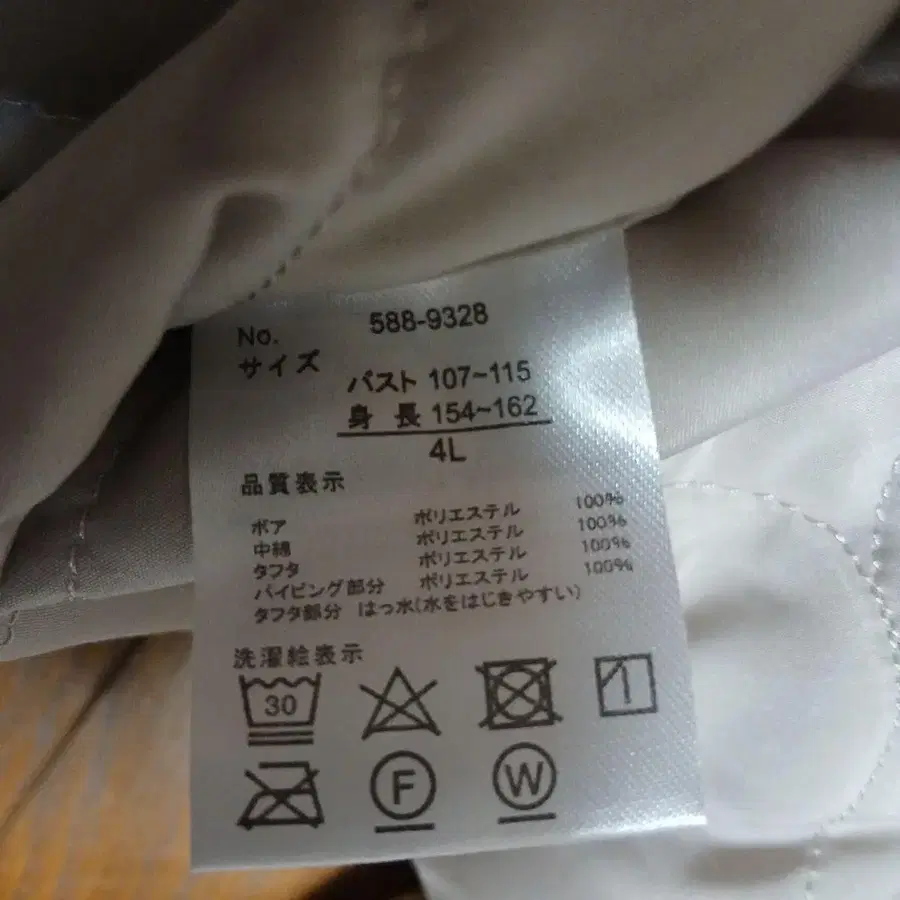 No. 588-9328
サイズ
バスト 107~115
身 長 154~162
4L
品質表示
ボア ポリエステル 100%
中綿 ポリエステル 100%
タフタ ポリエステル 100%
パイピング部分 ポリエステル 100%
タフタ部分 はっ水(水をはじきやすい)
洗濯絵表示
30
F W